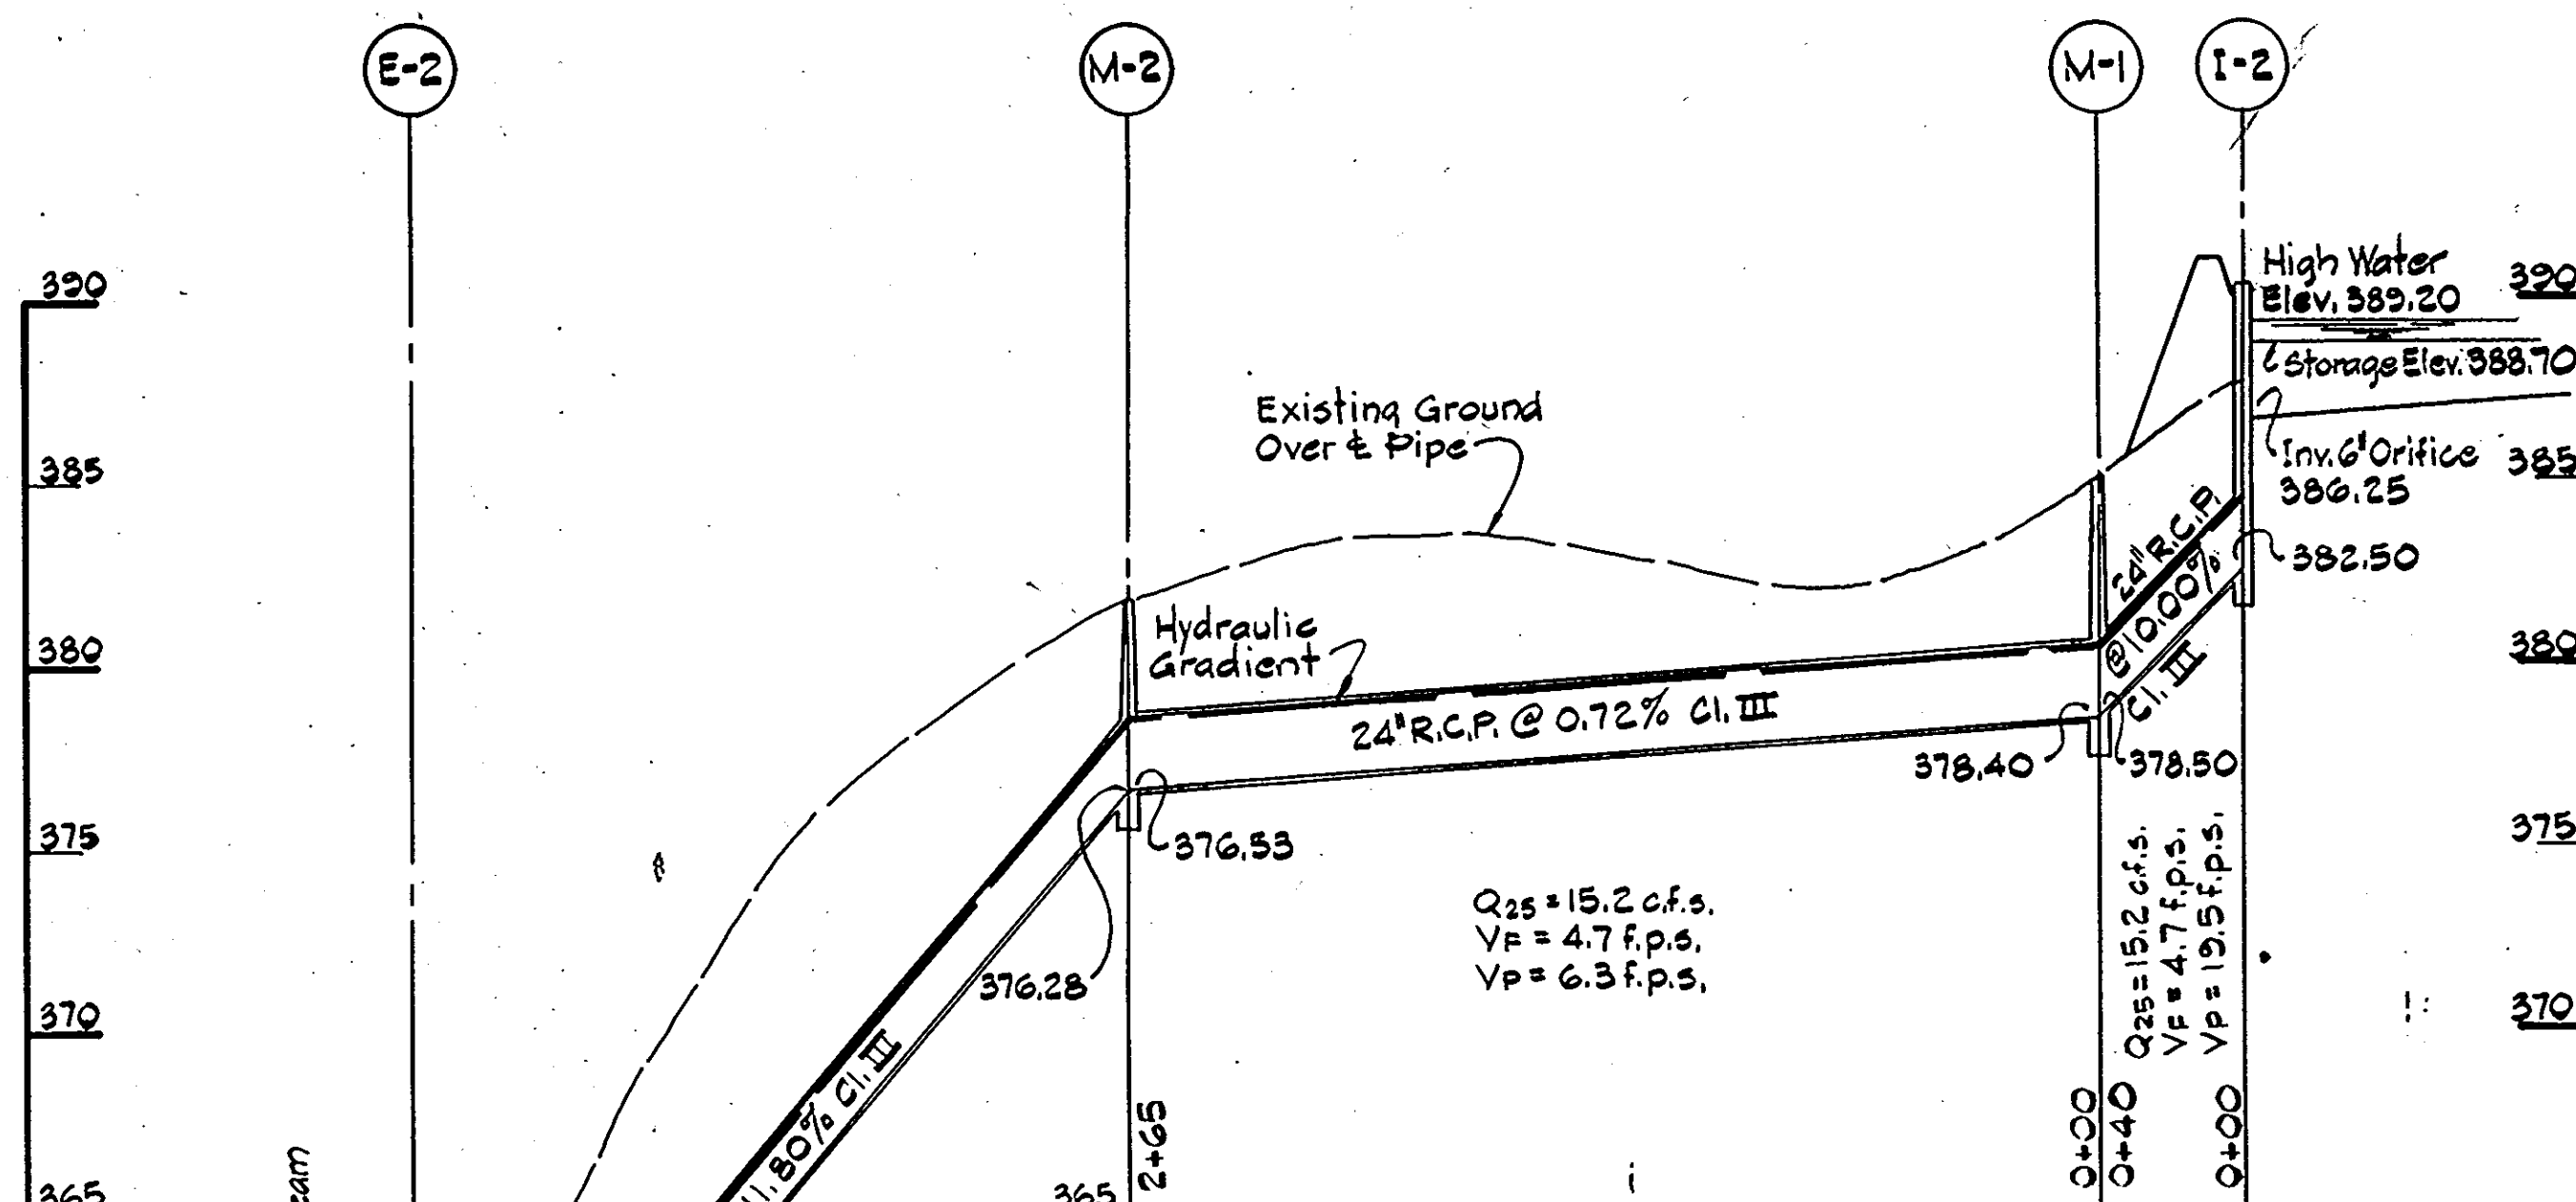 E-2
M-2
M-1
I-2
390
385
380
375
370
365
High Water
Elev. 389.20
390
Storage Elev. 388.70
Existing Ground
Over ℄ Pipe
Inv. 6" Orifice
386.25
385
24" R.C.P.
@ 10.00%
Cl. III
382.50
Hydraulic
Gradient
380
24" R.C.P. @ 0.72% Cl. III
378.40
378.50
376.53
376.28
375
Q25 = 15.2 c.f.s.
VF = 4.7 f.p.s.
VP = 6.3 f.p.s.
Q25 = 15.2 c.f.s.
VF = 4.7 f.p.s.
VP = 19.5 f.p.s.
370
11.80% Cl. III
365
2+65
0+00
0+40
0+00